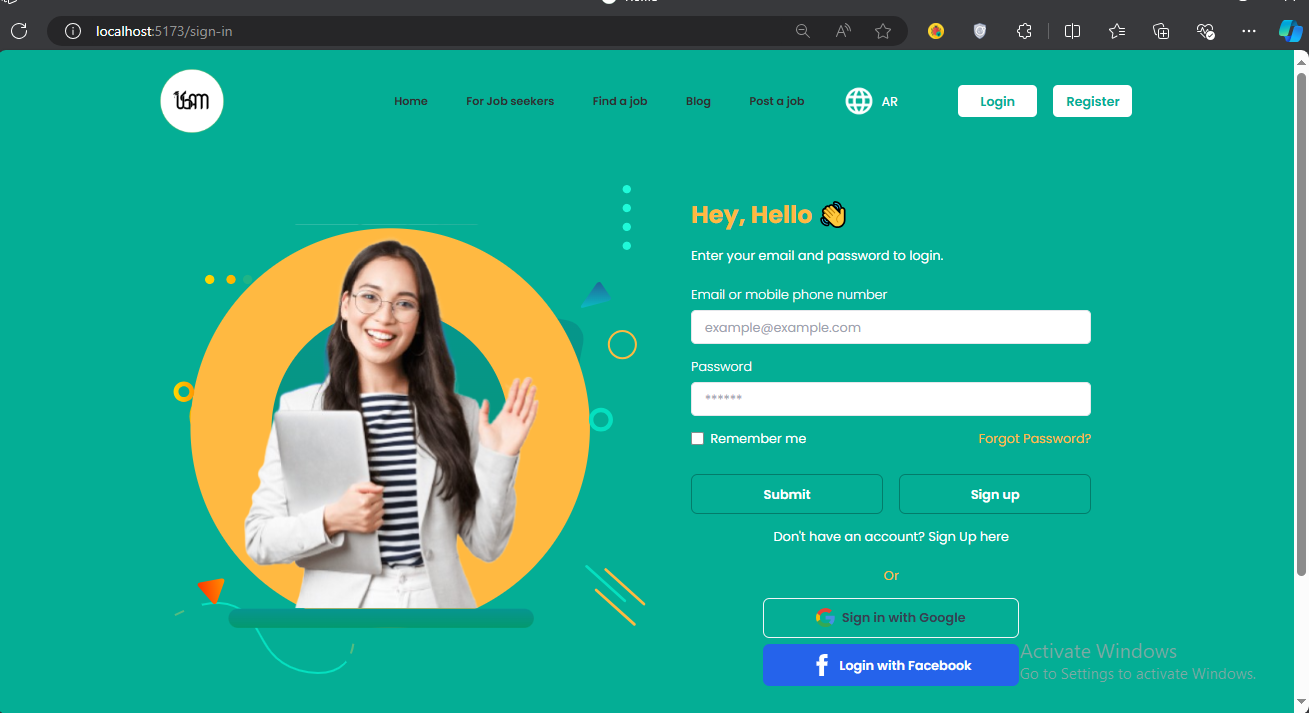 localhost:5173/sign-in
Home
For Job seekers
Find a job
Blog
Post a job
AR
Login
Register
Hey, Hello 👋
Enter your email and password to login.
Email or mobile phone number
example@example.com
Password
******
Remember me
Forgot Password?
Submit
Sign up
Don't have an account? Sign Up here
Or
Sign in with Google
Login with Facebook
Activate Windows
Go to Settings to activate Windows.